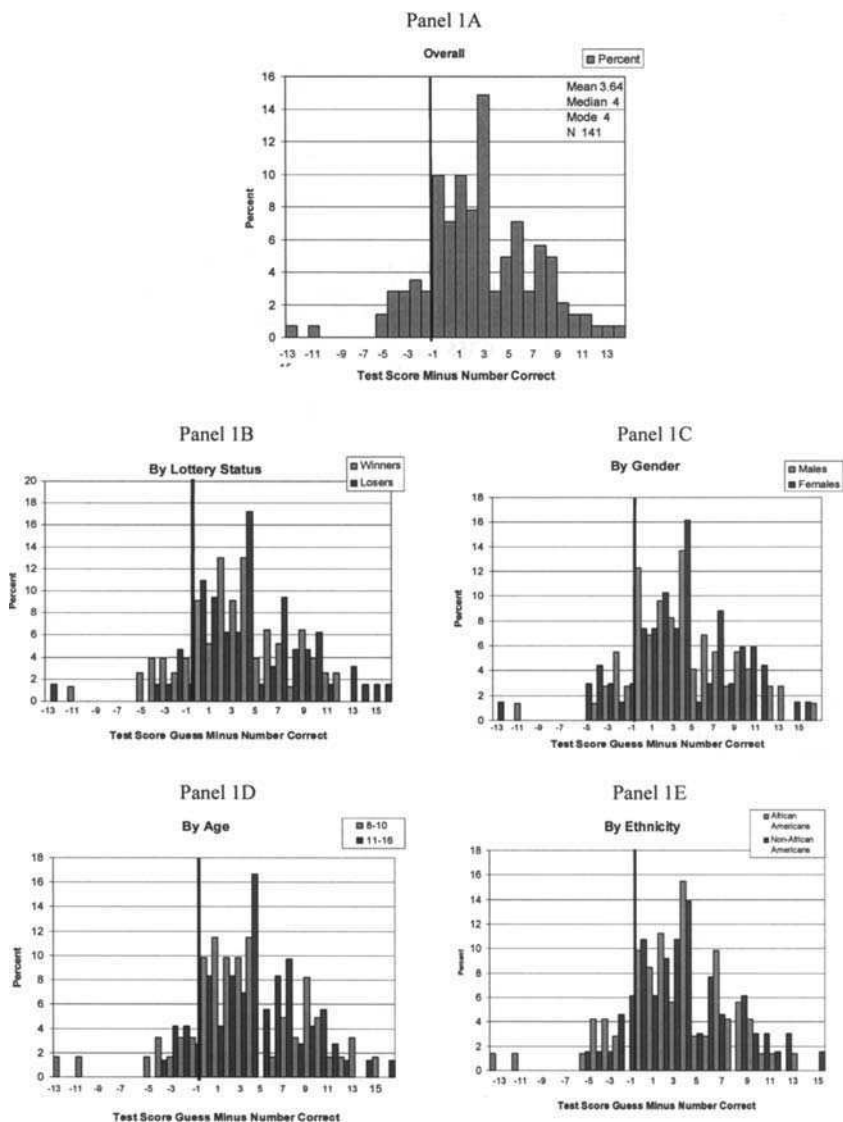 Panel 1A
Overall
Percent
Mean 3.64
Median 4
Mode 4
N 141
16
14
12
10
8
6
4
2
0
Percent
-13 -11 -9 -7 -5 -3 -1 1 3 5 7 9 11 13
Test Score Minus Number Correct
Panel 1B
By Lottery Status
Winners
Losers
20
18
16
14
12
10
8
6
4
2
0
Percent
-13 -11 -9 -7 -5 -3 -1 1 3 5 7 9 11 13 15
Test Score Guess Minus Number Correct
Panel 1C
By Gender
Males
Females
18
16
14
12
10
8
6
4
2
0
Percent
-13 -11 -9 -7 -5 -3 -1 1 3 5 7 9 11 13 15
Test Score Guess Minus Number Correct
Panel 1D
By Age
8-10
11-16
18
16
14
12
10
8
6
4
2
0
Percent
-13 -11 -9 -7 -5 -3 -1 1 3 5 7 9 11 13 15
Test Score Guess Minus Number Correct
Panel 1E
By Ethnicity
African
Americans
Non-African
Americans
18
16
14
12
10
8
6
4
2
0
Percent
-13 -11 -9 -7 -5 -3 -1 1 3 5 7 9 11 13 15
Test Score Guess Minus Number Correct